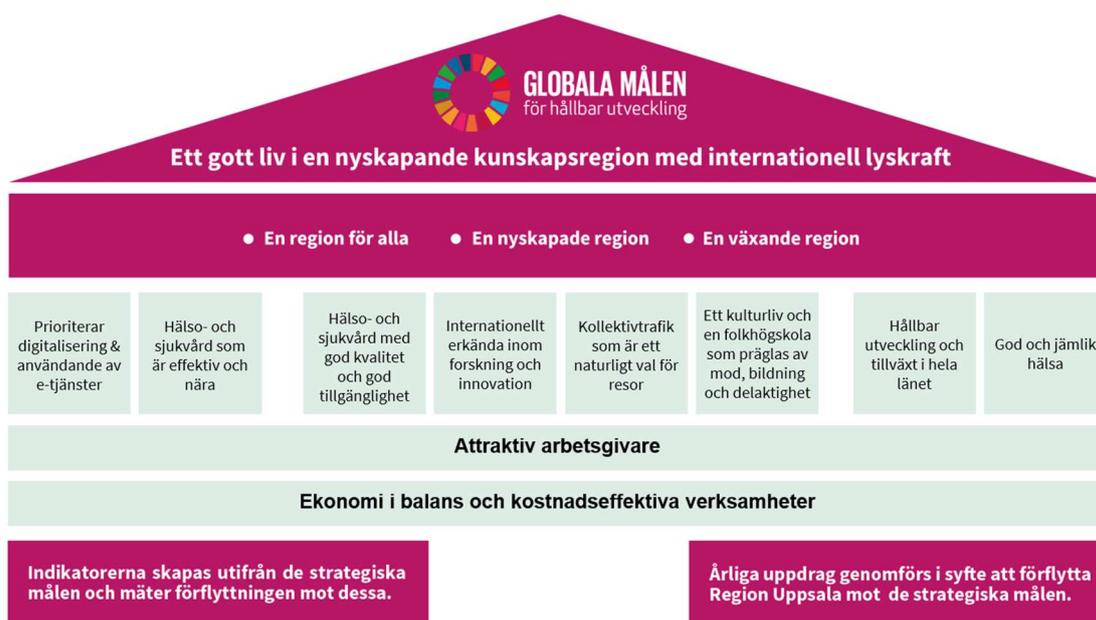 GLOBALA MÅLEN
för hållbar utveckling
Ett gott liv i en nyskapande kunskapsregion med internationell lyskraft
En region för alla
En nyskapade region
En växande region
Prioriterar
digitalisering &
användande av
e-tjänster
Hälso- och
sjukvård som
är effektiv och
nära
Hälso- och
sjukvård med
god kvalitet
och god
tillgänglighet
Internationellt
erkända inom
forskning och
innovation
Kollektivtrafik
som är ett
naturligt val för
resor
Ett kulturliv och
en folkhögskola
som präglas av
mod, bildning
och delaktighet
Hållbar
utveckling och
tillväxt i hela
länet
God och jämlik
hälsa
Attraktiv arbetsgivare
Ekonomi i balans och kostnadseffektiva verksamheter
Indikatorerna skapas utifrån de strategiska
målen och mäter förflyttningen mot dessa.
Årliga uppdrag genomförs i syfte att förflytta
Region Uppsala mot de strategiska målen.